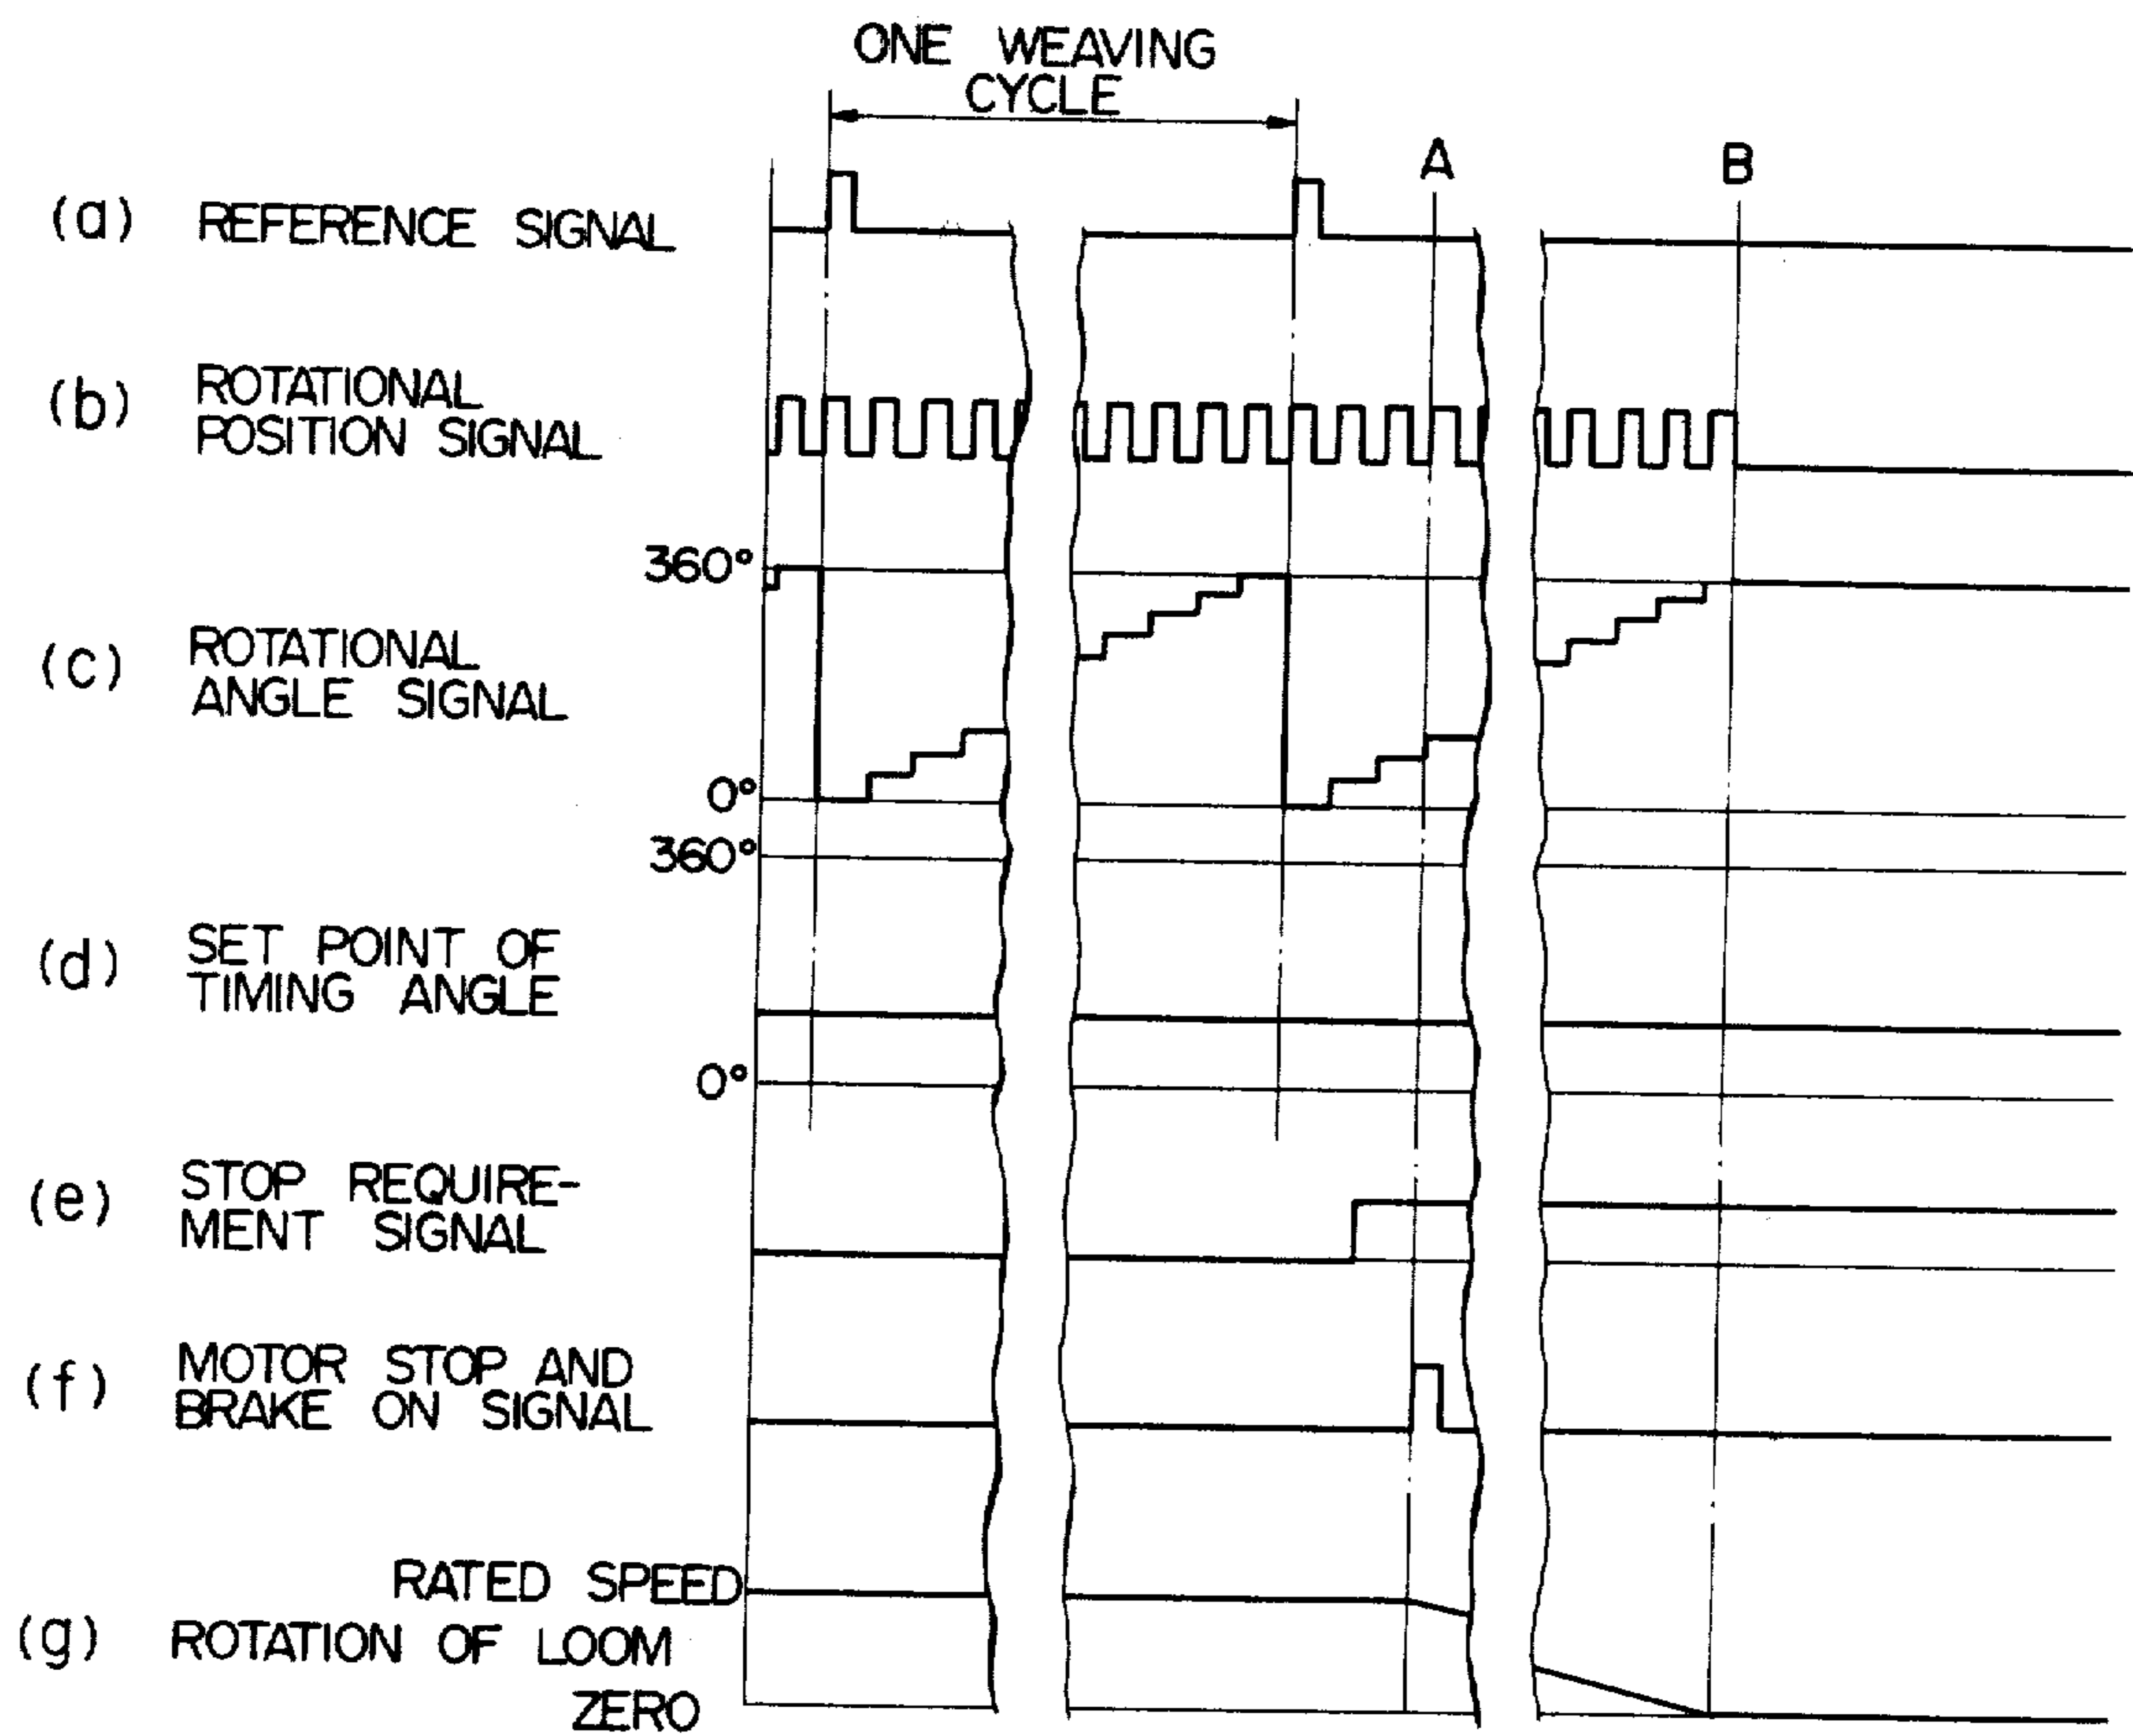 ONE WEAVING
CYCLE
A
B
(a) REFERENCE SIGNAL
(b) ROTATIONAL
POSITION SIGNAL
360°
(c) ROTATIONAL
ANGLE SIGNAL
0°
360°
(d) SET POINT OF
TIMING ANGLE
0°
(e) STOP REQUIRE-
MENT SIGNAL
(f) MOTOR STOP AND
BRAKE ON SIGNAL
RATED SPEED
(g) ROTATION OF LOOM
ZERO